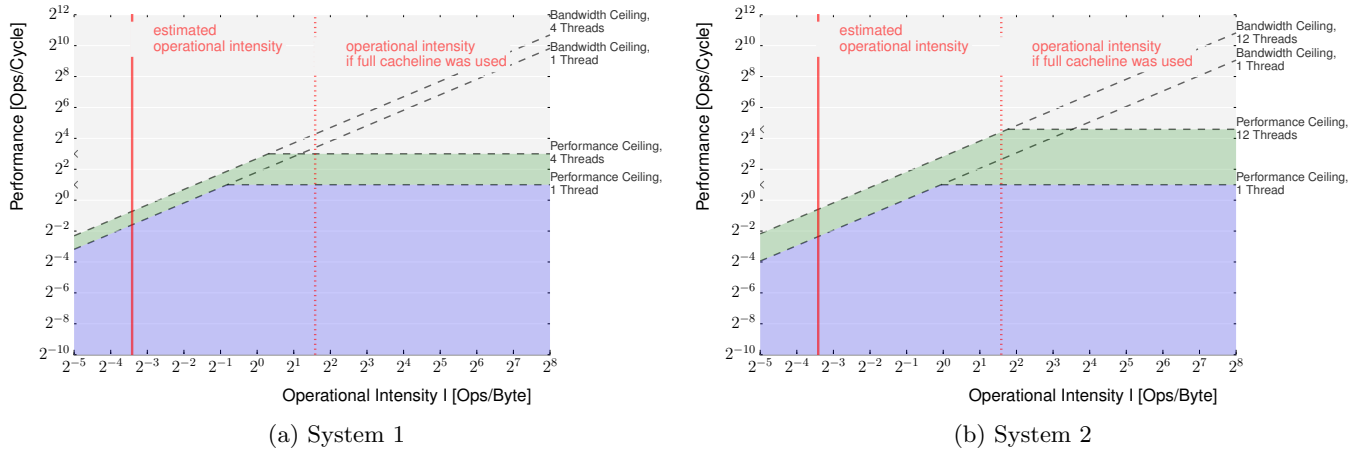 Performance [Ops/Cycle]
2^12
2^10
2^8
2^6
2^4
2^2
2^0
2^−2
2^−4
2^−6
2^−8
2^−10
estimated
operational intensity
operational intensity
if full cacheline was used
Bandwidth Ceiling,
4 Threads
Bandwidth Ceiling,
1 Thread
Performance Ceiling,
4 Threads
Performance Ceiling,
1 Thread
2^−5 2^−4 2^−3 2^−2 2^−1 2^0 2^1 2^2 2^3 2^4 2^5 2^6 2^7 2^8
Operational Intensity I [Ops/Byte]
(a) System 1
Performance [Ops/Cycle]
2^12
2^10
2^8
2^6
2^4
2^2
2^0
2^−2
2^−4
2^−6
2^−8
2^−10
estimated
operational intensity
operational intensity
if full cacheline was used
Bandwidth Ceiling,
12 Threads
Bandwidth Ceiling,
1 Thread
Performance Ceiling,
12 Threads
Performance Ceiling,
1 Thread
2^−5 2^−4 2^−3 2^−2 2^−1 2^0 2^1 2^2 2^3 2^4 2^5 2^6 2^7 2^8
Operational Intensity I [Ops/Byte]
(b) System 2